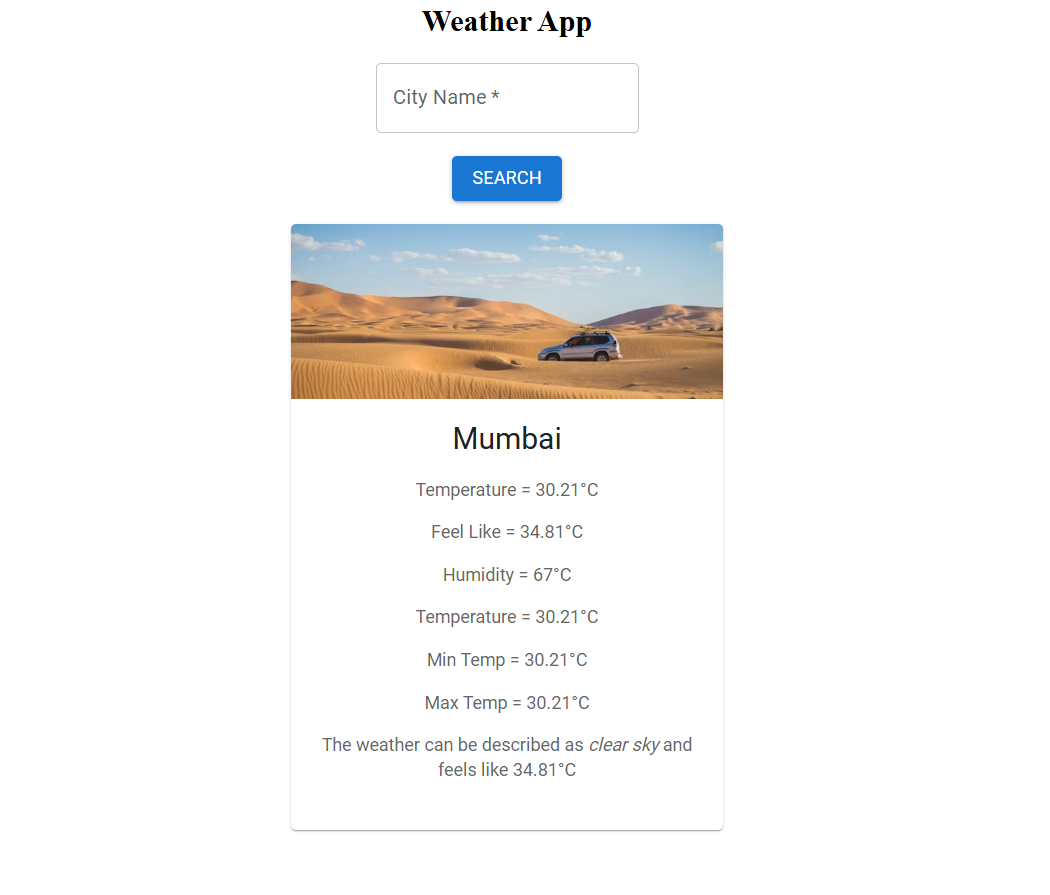 Weather App
City Name *
SEARCH
Mumbai
Temperature = 30.21°C
Feel Like = 34.81°C
Humidity = 67°C
Temperature = 30.21°C
Min Temp = 30.21°C
Max Temp = 30.21°C
The weather can be described as clear sky and
feels like 34.81°C